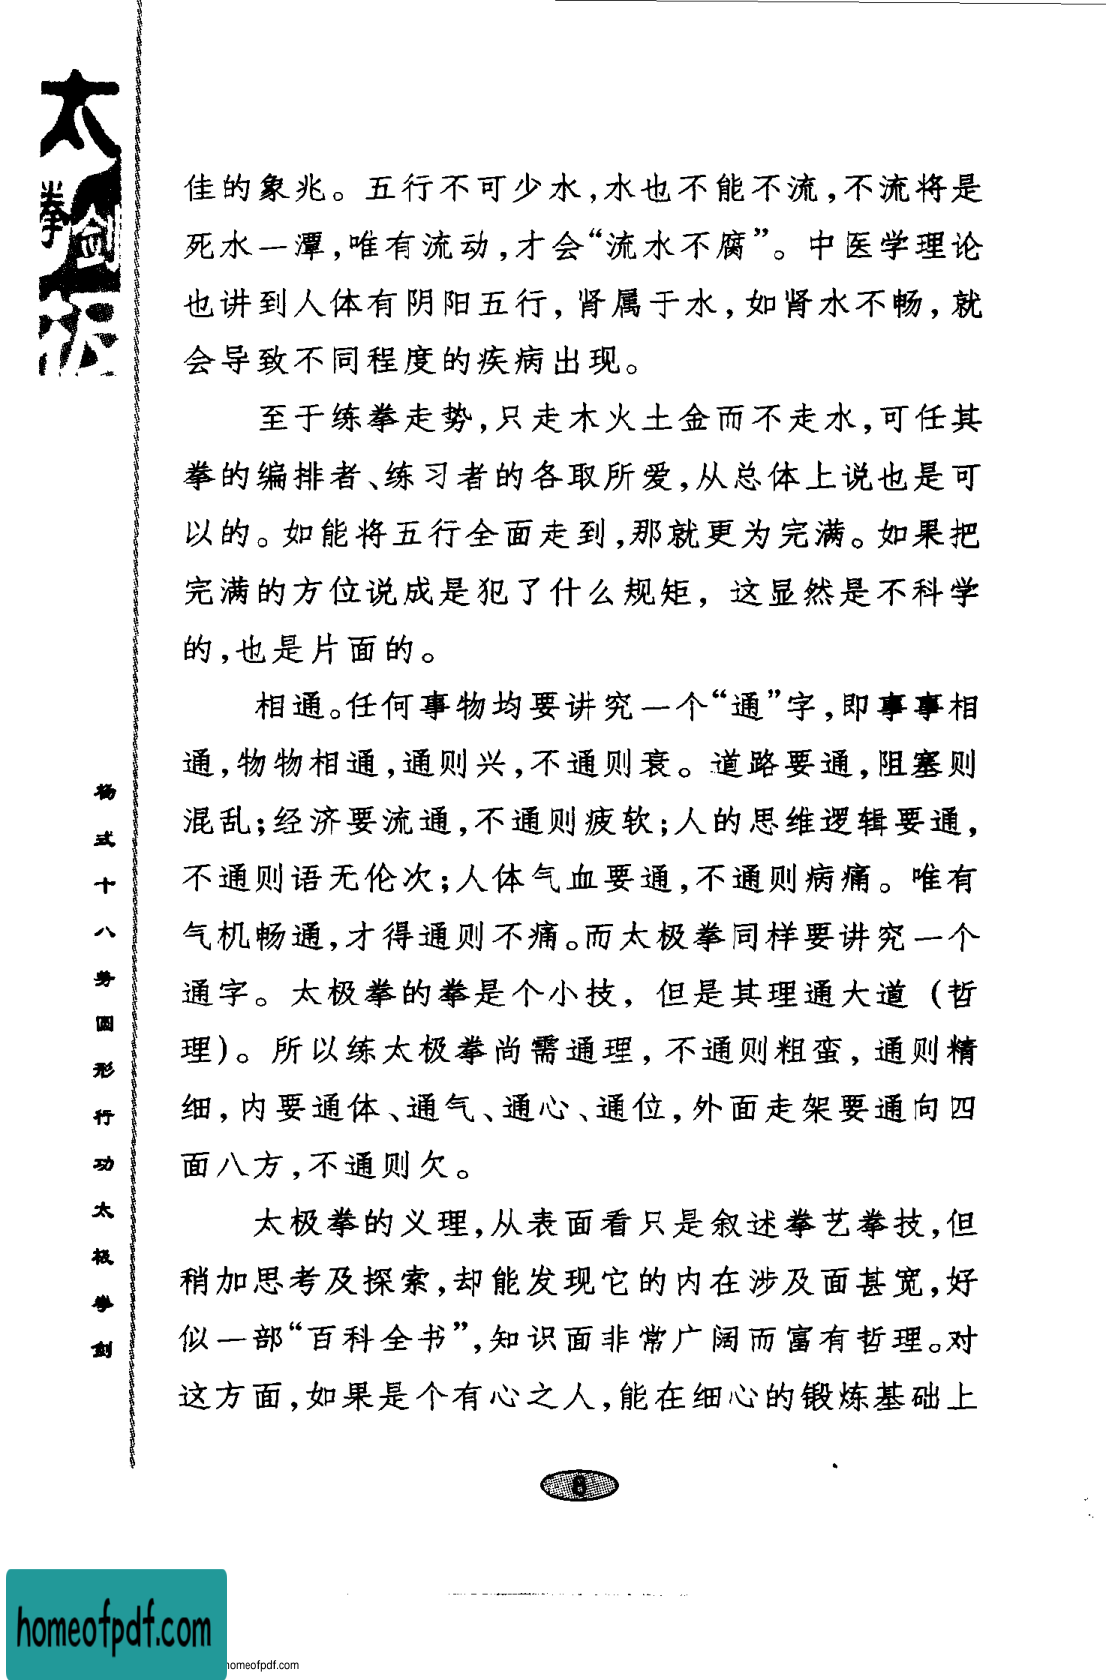 太
拳
剑
佳的象兆。五行不可少水,水也不能不流,不流将是
死水一潭,唯有流动,才会“流水不腐”。中医学理论
也讲到人体有阴阳五行,肾属于水,如肾水不畅,就
会导致不同程度的疾病出现。
至于练拳走势,只走木火土金而不走水,可任其
拳的编排者、练习者的各取所爱,从总体上说也是可
以的。如能将五行全面走到,那就更为完满。如果把
完满的方位说成是犯了什么规矩,这显然是不科学
的,也是片面的。
相通。任何事物均要讲究一个“通”字,即事事相
通,物物相通,通则兴,不通则衰。道路要通,阻塞则
混乱;经济要流通,不通则疲软;人的思维逻辑要通,
不通则语无伦次;人体气血要通,不通则病痛。唯有
气机畅通,才得通则不痛。而太极拳同样要讲究一个
通字。太极拳的拳是个小技,但是其理通大道(哲
理)。所以练太极拳尚需通理,不通则粗蛮,通则精
细,内要通体、通气、通心、通位,外面走架要通向四
面八方,不通则欠。
太极拳的义理,从表面看只是叙述拳艺拳技,但
稍加思考及探索,却能发现它的内在涉及面甚宽,好
似一部“百科全书”,知识面非常广阔而富有哲理。对
这方面,如果是个有心之人,能在细心的锻炼基础上
杨式十八势圆形行功太极拳剑
8
homeofpdf.com
homeofpdf.com